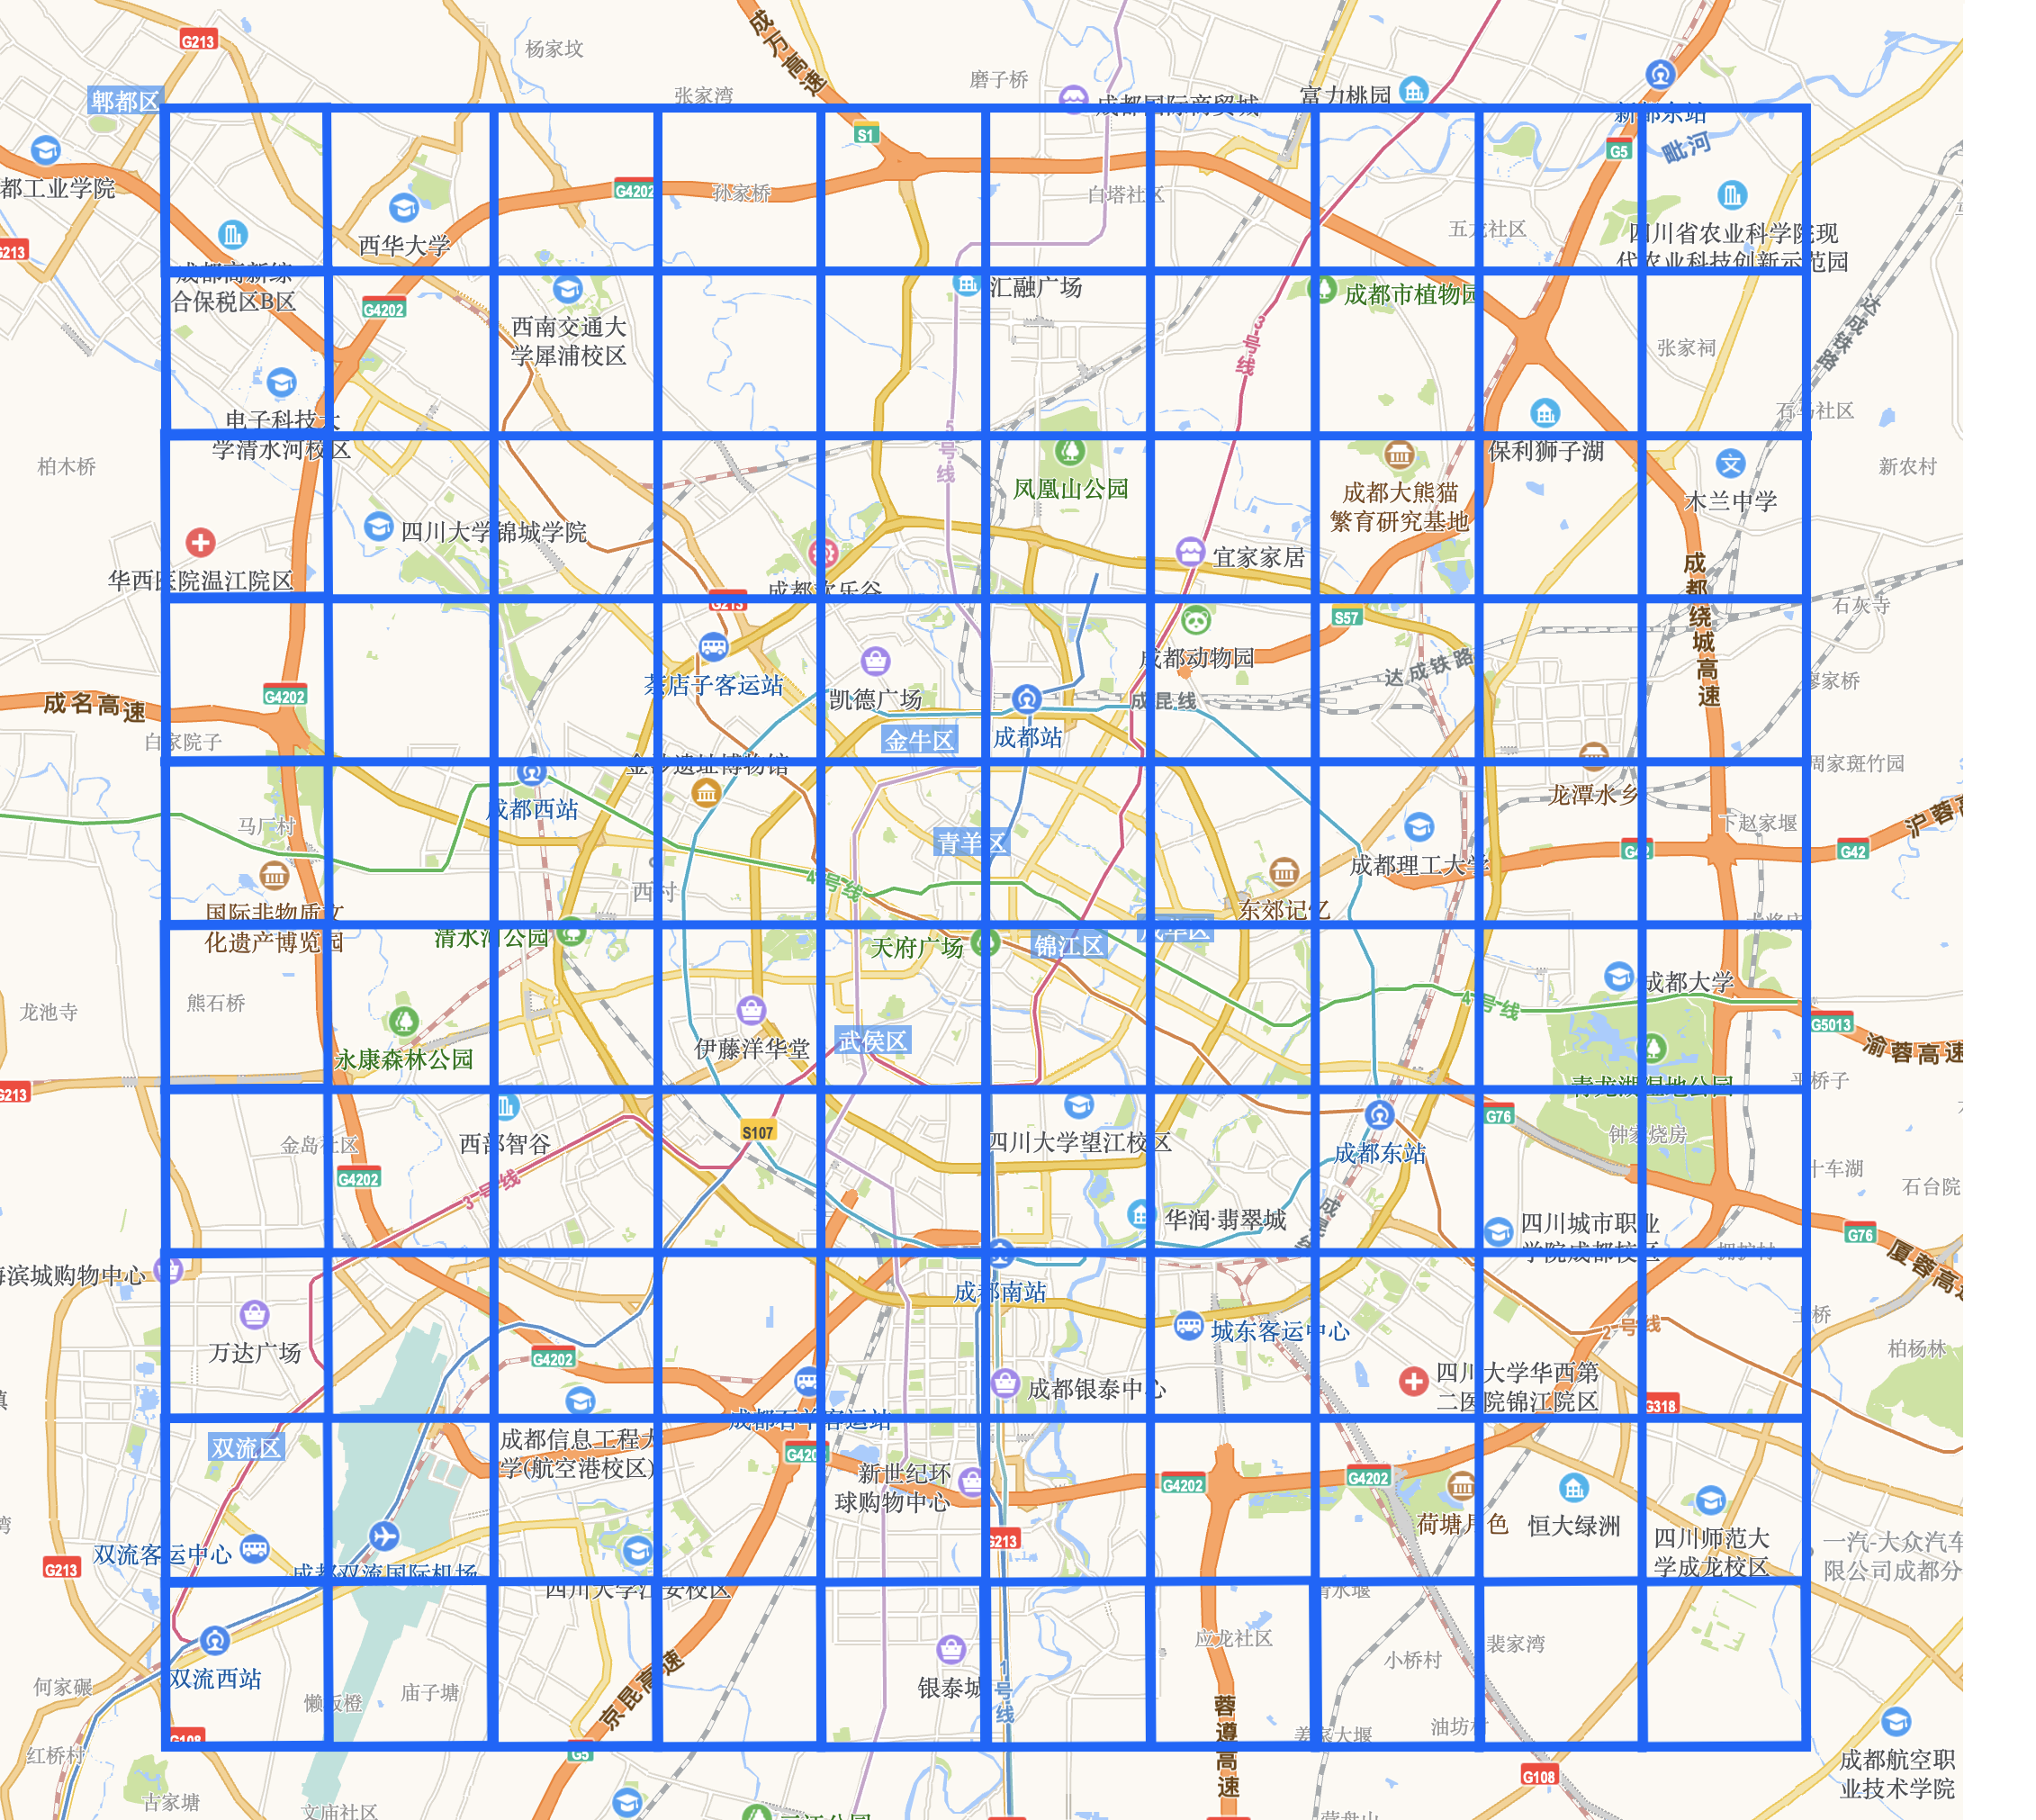 G213
杨家坟
成万高速
磨子桥
张家湾
郫都区
成都国际商贸城
富力桃园
新都东站
S1
G5
毗河
都工业学院
G4202
孙家桥
白塔社区
五龙社区
西华大学
四川省农业科学院现
代农业科技创新示范园
G213
成都高新综
合保税区B区
G4202
西南交通大
学犀浦校区
汇融广场
成都市植物园
3号线
张家祠
达成铁路
电子科技大
学清水河校区
石马社区
保利狮子湖
柏木桥
5号线
凤凰山公园
成都大熊猫
繁育研究基地
木兰中学
新农村
四川大学锦城学院
宜家家居
华西医院温江院区
成都欢乐谷
G213
S57
成都绕城高速
石灰寺
茶店子客运站
凯德广场
成都动物园
达成铁路
廖家桥
成名高速
G4202
成昆线
白家院子
金牛区
成都站
金沙遗址博物馆
周家斑竹园
成都西站
龙潭水乡
马厂村
青羊区
下赵家堰
沪蓉高
G42
G42
成都理工大学
西村
4号线
国际非物质文
化遗产博览园
东郊记忆
清水河公园
天府广场
锦江区
成华区
成都大学
龙池寺
熊石桥
4号线
G5013
渝蓉高速
永康森林公园
伊藤洋华堂
武侯区
青龙湖湿地公园
平桥子
G213
金岛社区
西部智谷
S107
四川大学望江校区
G76
钟家烧房
成都东站
十车湖
石台院
G4202
3号线
华润·翡翠城
成昆线
四川城市职业
学院成都校区
拥护村
G76
厦蓉高速
海滨城购物中心
成都南站
万达广场
城东客运中心
2号线
士桥
柏杨林
G4202
成都银泰中心
四川大学华西第
二医院锦江院区
G318
成都石羊客运站
双流区
成都信息工程大
学(航空港校区)
G4202
新世纪环
球购物中心
G4202
G4202
荷塘月色
恒大绿洲
四川师范大
学成龙校区
G213
双流客运中心
成都双流国际机场
G213
四川大学江安校区
一汽-大众汽车
限公司成都分
清水堰
双流西站
应龙社区
裴家湾
小桥村
何家碾
懒板橙
庙子塘
京昆高速
银泰城
1号线
蓉遵高速
姜家大堰
油坊村
G108
红桥村
G5
G108
成都航空职
业技术学院
古家塘
文庙社区